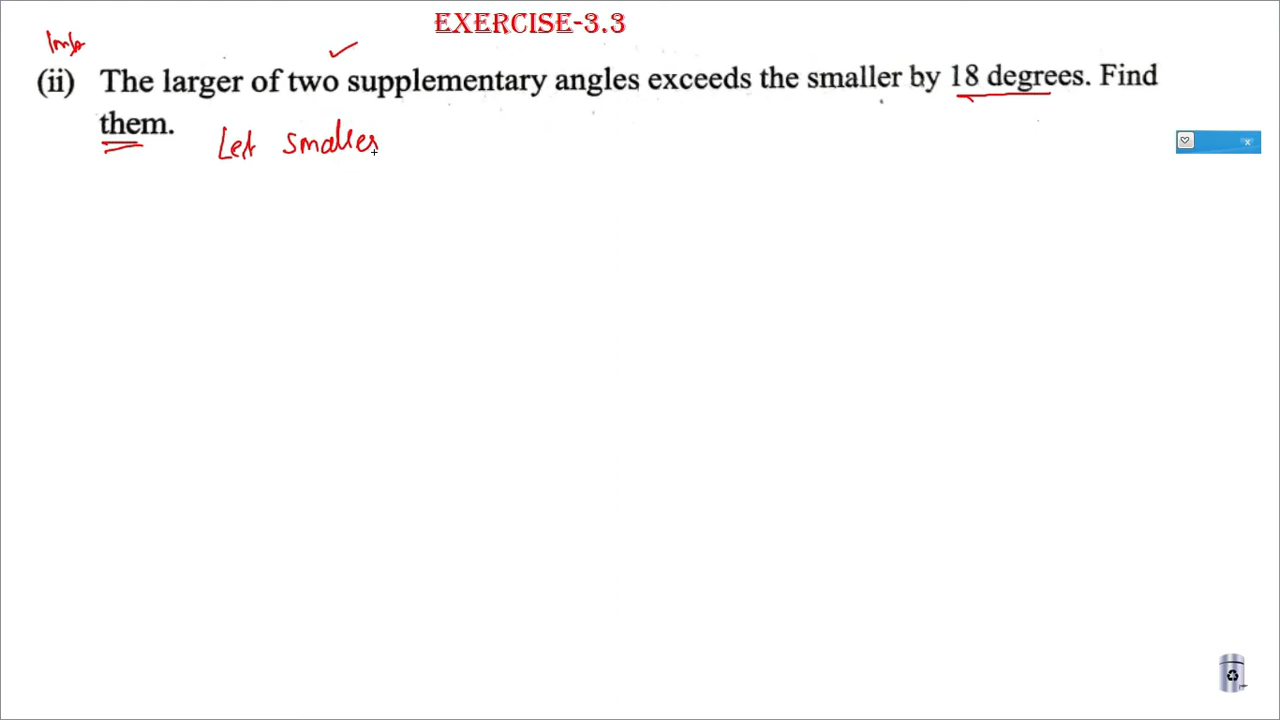 EXERCISE-3.3
(ii) The larger of two supplementary angles exceeds the smaller by 18 degrees. Find
them.
Let smaller